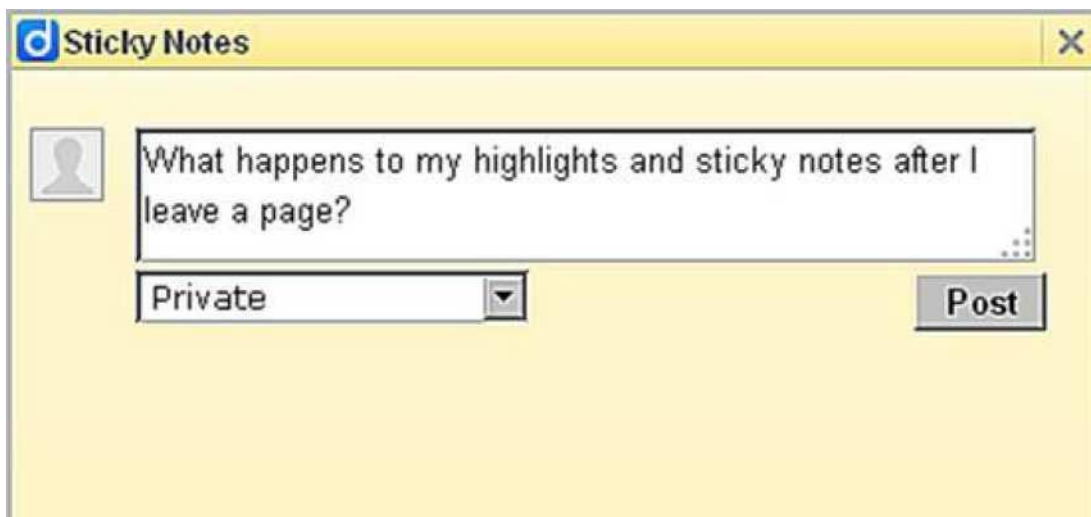 Sticky Notes
What happens to my highlights and sticky notes after I
leave a page?
Private
Post